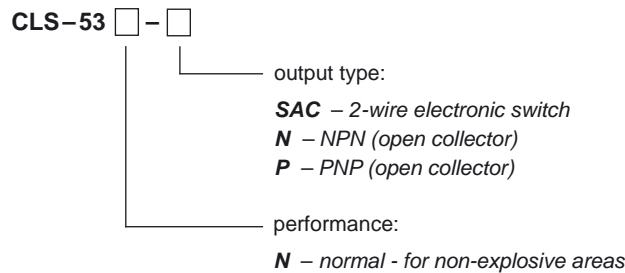 CLS–53 □ – □
output type:
SAC – 2-wire electronic switch
N – NPN (open collector)
P – PNP (open collector)
performance:
N – normal - for non-explosive areas